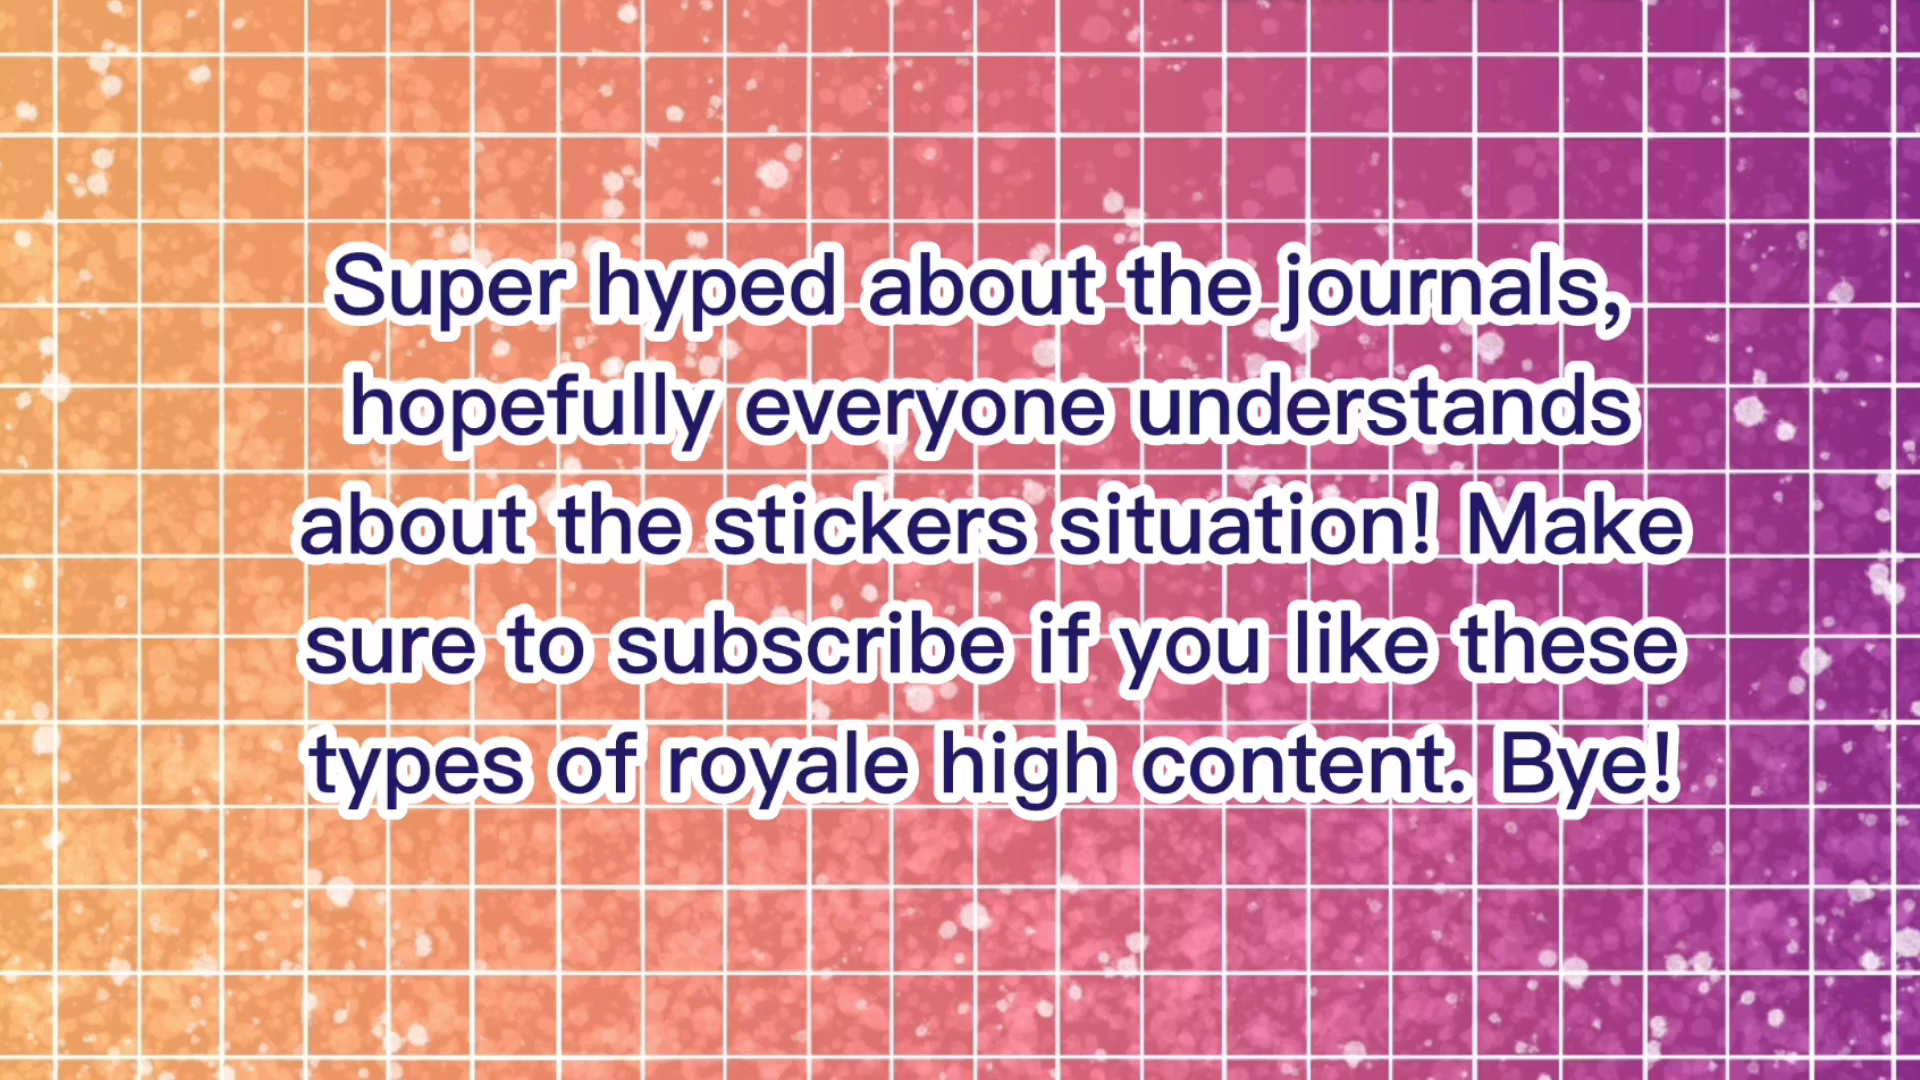 Super hyped about the journals,
hopefully everyone understands
about the stickers situation! Make
sure to subscribe if you like these
types of royale high content. Bye!